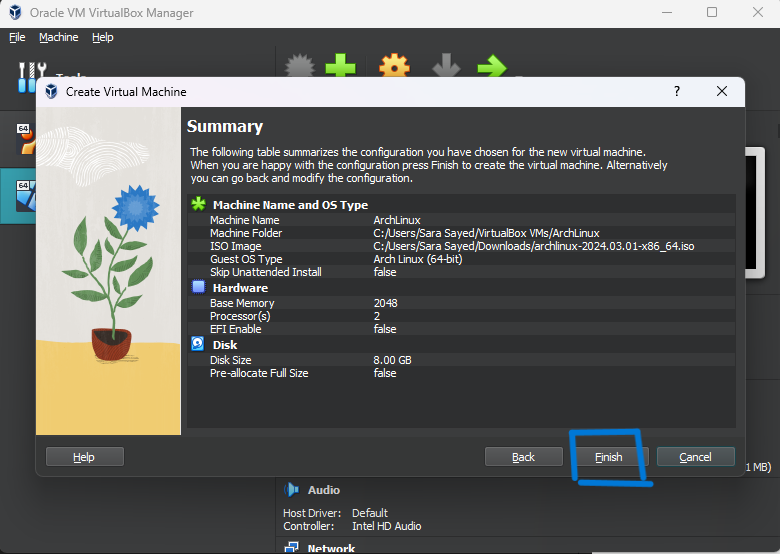 Oracle VM VirtualBox Manager
File Machine Help
Create Virtual Machine ?
Summary
The following table summarizes the configuration you have chosen for the new virtual machine.
When you are happy with the configuration press Finish to create the virtual machine. Alternatively
you can go back and modify the configuration.
Machine Name and OS Type
Machine Name ArchLinux
Machine Folder C:/Users/Sara Sayed/VirtualBox VMs/ArchLinux
ISO Image C:/Users/Sara Sayed/Downloads/archlinux-2024.03.01-x86_64.iso
Guest OS Type Arch Linux (64-bit)
Skip Unattended Install false
Hardware
Base Memory 2048
Processor(s) 2
EFI Enable false
Disk
Disk Size 8.00 GB
Pre-allocate Full Size false
64
64
Help Back Finish Cancel
1 MB)
Audio
Host Driver: Default
Controller: Intel HD Audio
Network